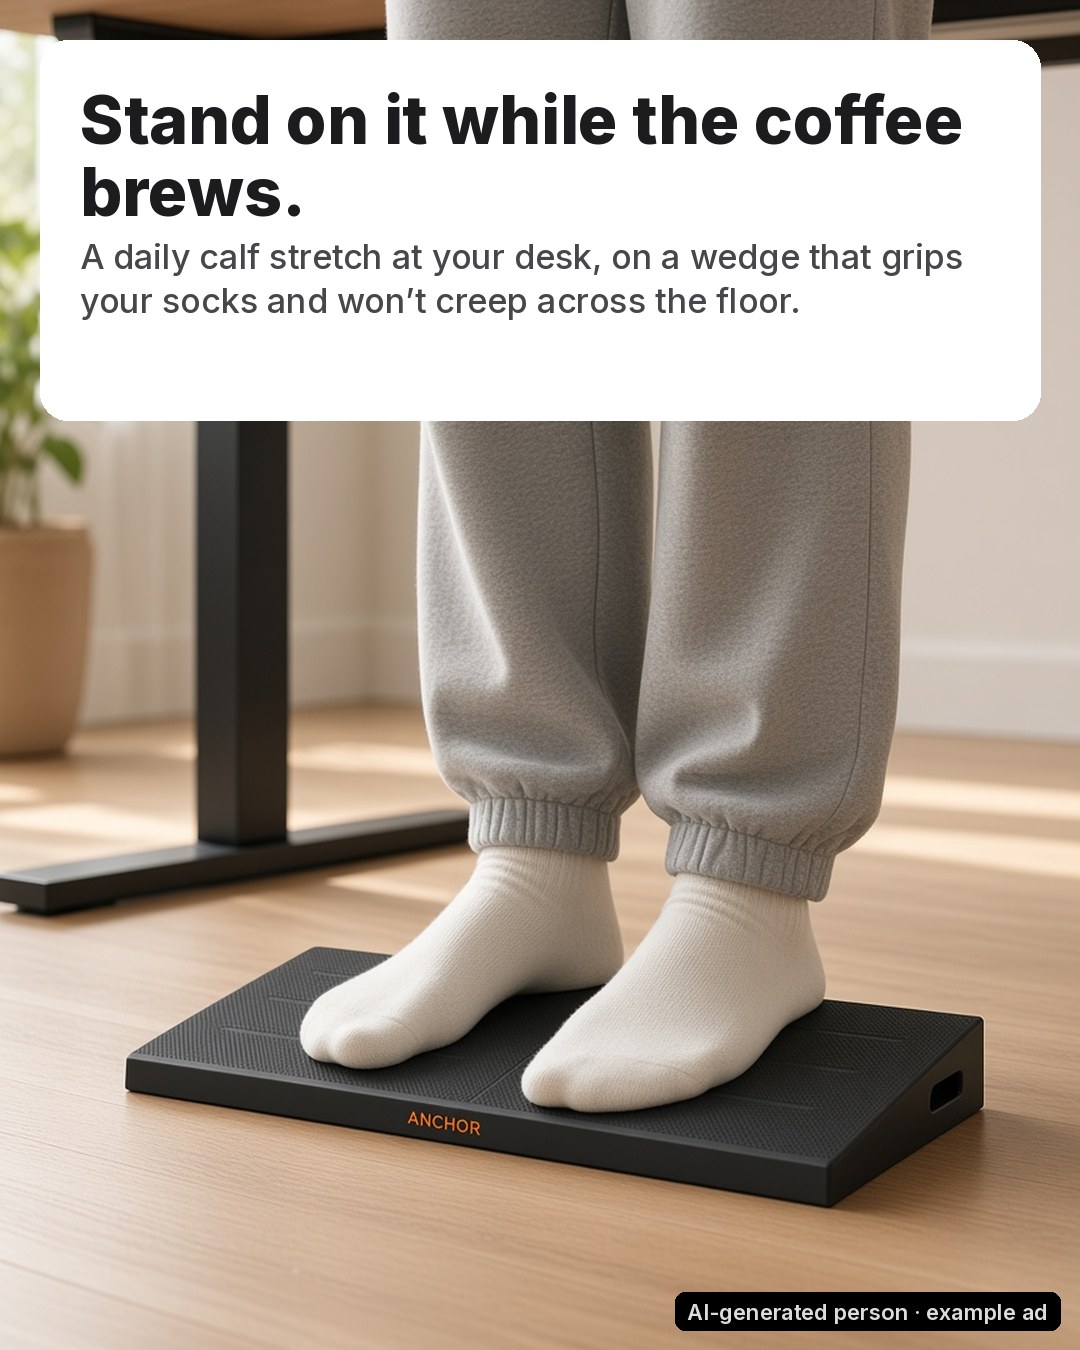 Stand on it while the coffee
brews.
A daily calf stretch at your desk, on a wedge that grips
your socks and won’t creep across the floor.
ANCHOR
AI-generated person · example ad